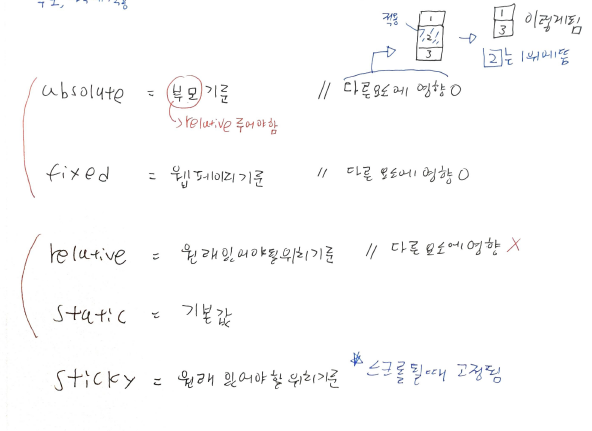 적용
1
2
3
1
3
이렇게됨
2는 1위에뜸
absolute = 부모 기준 // 다른요소에 영향 O
relative 주어야함
fixed = 웹페이지기준 // 다른 요소에 영향 O
relative = 원래있어야될위치기준 // 다른 요소에 영향 X
static = 기본값
sticky = 원래 있어야할 위치기준 * 스크롤될때 고정됨